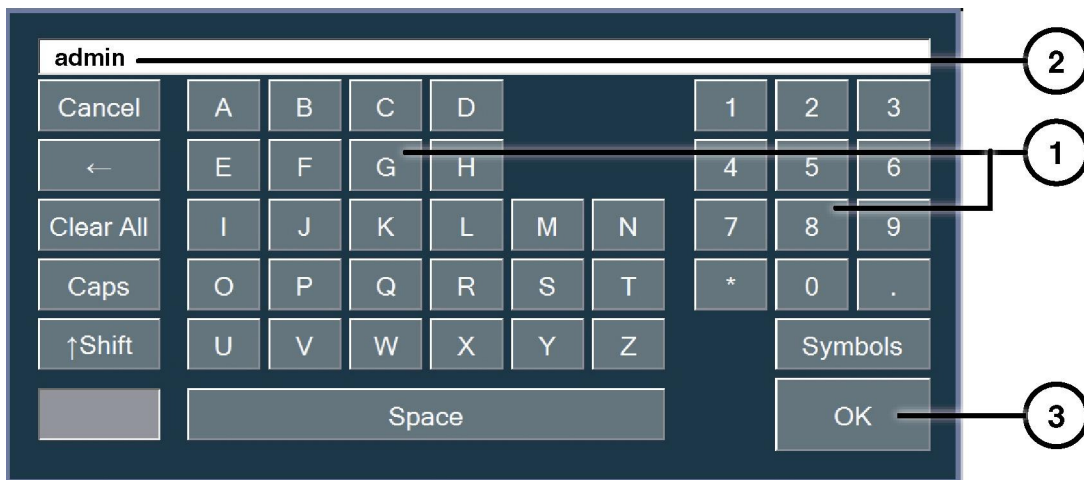 admin
2
Cancel A B C D 1 2 3
← E F G H 4 5 6
1
Clear All I J K L M N 7 8 9
Caps O P Q R S T * 0 .
↑Shift U V W X Y Z Symbols
Space OK
3